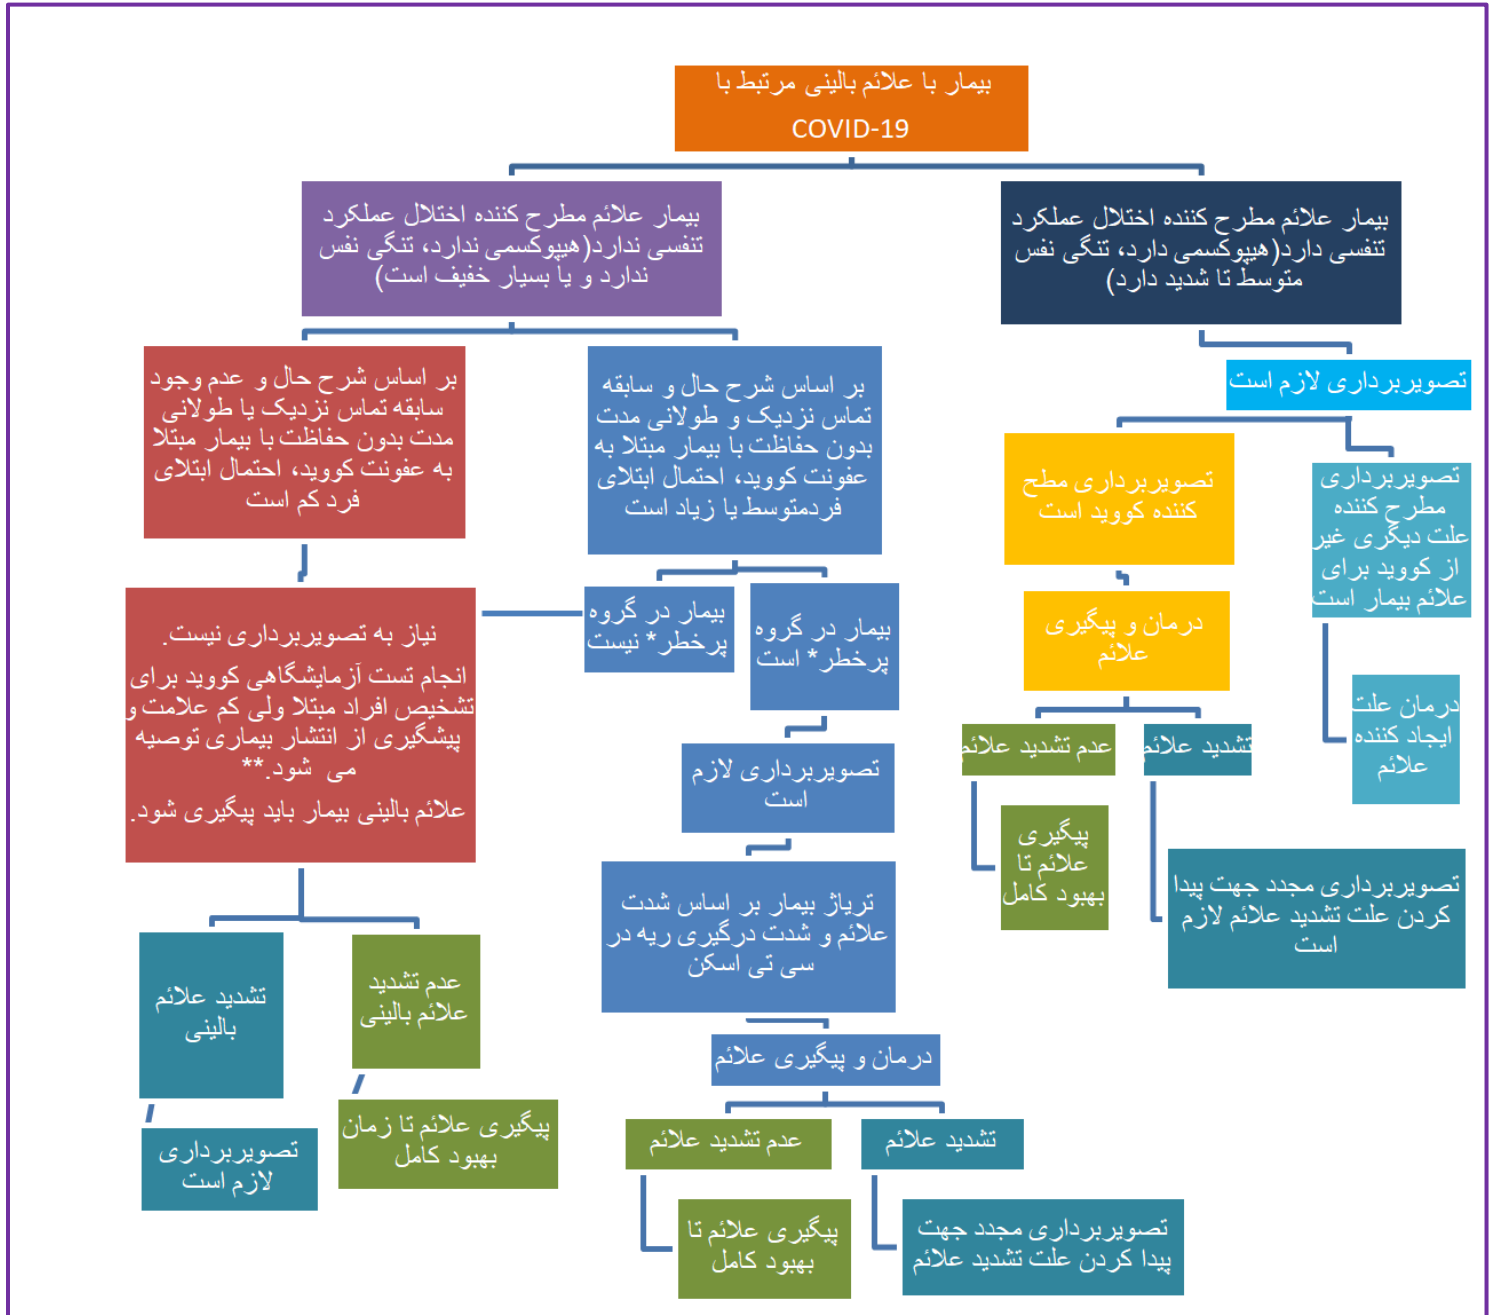 بیمار با علائم بالینی مرتبط با
COVID-19
بیمار علائم مطرح کننده اختلال عملکرد
تنفسی دارد(هیپوکسمی دارد، تنگی نفس
متوسط تا شدید دارد)
بیمار علائم مطرح کننده اختلال عملکرد
تنفسی ندارد(هیپوکسمی ندارد، تنگی نفس
ندارد و یا بسیار خفیف است)
تصویربرداری لازم است
تصویربرداری
مطرح کننده
علت دیگری غیر
از کووید برای
علائم بیمار است
درمان علت
ایجاد کننده
علائم
تصویربرداری مطح
کننده کووید است
درمان و پیگیری
علائم
تشدید علائم
تصویربرداری مجدد جهت پیدا
کردن علت تشدید علائم لازم
است
عدم تشدید علائم
پیگیری
علائم تا
بهبود کامل
بر اساس شرح حال و سابقه
تماس نزدیک و طولانی مدت
بدون حفاظت با بیمار مبتلا به
عفونت کووید، احتمال ابتلای
فردمتوسط یا زیاد است
بیمار در گروه
پرخطر* است
بیمار در گروه
پرخطر* نیست
تصویربرداری لازم
است
تریاژ بیمار بر اساس شدت
علائم و شدت درگیری ریه در
سی تی اسکن
درمان و پیگیری علائم
تشدید علائم
تصویربرداری مجدد جهت
پیدا کردن علت تشدید علائم
عدم تشدید علائم
پیگیری علائم تا
بهبود کامل
بر اساس شرح حال و عدم وجود
سابقه تماس نزدیک یا طولانی
مدت بدون حفاظت با بیمار مبتلا
به عفونت کووید، احتمال ابتلای
فرد کم است
نیاز به تصویربرداری نیست.
انجام تست آزمایشگاهی کووید برای
تشخیص افراد مبتلا ولی کم علامت و
پیشگیری از انتشار بیماری توصیه
می شود.**
علائم بالینی بیمار باید پیگیری شود.
عدم تشدید
علائم بالینی
پیگیری علائم تا زمان
بهبود کامل
تشدید علائم
بالینی
تصویربرداری
لازم است